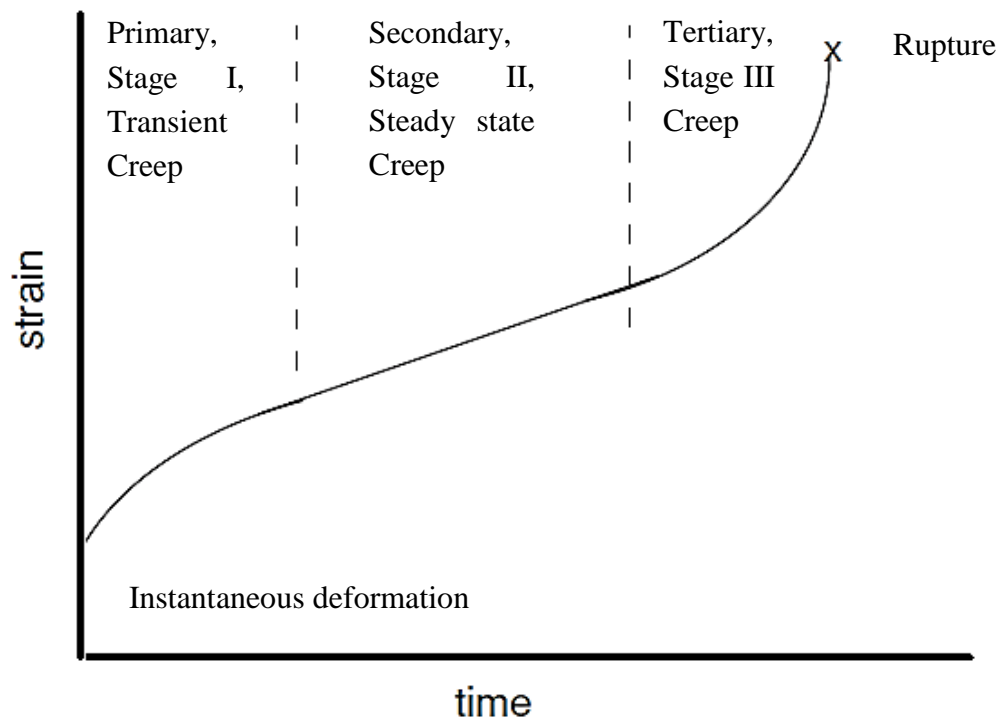 Primary,
Stage I,
Transient
Creep
Secondary,
Stage II,
Steady state
Creep
Tertiary,
Stage III
Creep
x
Rupture
strain
Instantaneous deformation
time